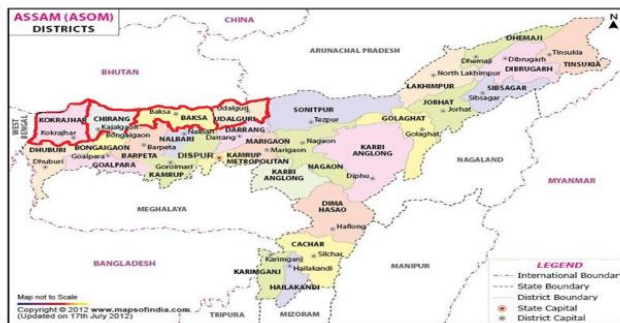 ASSAM (ASOM)
DISTRICTS
N
CHINA
BHUTAN
ARUNACHAL PRADESH
DHEMAJI
Dhemaji
Tinsukia
TINSUKIA
Dibrugarh
DIBRUGARH
North Lakhimpur
LAKHIMPUR
SIBSAGAR
Sibsagar
JORHAT
Jorhat
GOLAGHAT
Golaghat
SONITPUR
Tezpur
Udalguri
UDALGURI
Baksa
BAKSA
KOKRAJHAR
Kokrajhar
CHIRANG
Kajalgaon
Bongaigaon
BONGAIGAON
WEST
BENGAL
DHUBURI
Dhuburi
Goalpara
GOALPARA
Barpeta
BARPETA
Nalbari
NALBARI
DARRANG
Darrang
DISPUR
Goroimari
KAMRUP
KAMRUP
METROPOLITAN
MARIGAON
Marigaon
Nagaon
NAGAON
KARBI
ANGLONG
KARBI
ANGLONG
Diphu
NAGALAND
MYANMAR
MEGHALAYA
DIMA
HASAO
Haflong
CACHAR
Silchar
Karimganj
KARIMGANJ
Hailakandi
HAILAKANDI
BANGLADESH
MANIPUR
TRIPURA
MIZORAM
LEGEND
International Boundary
State Boundary
District Boundary
State Capital
District Capital
Map not to Scale
Copyright © 2012 www.mapsofindia.com
(Updated on 17th July 2012)